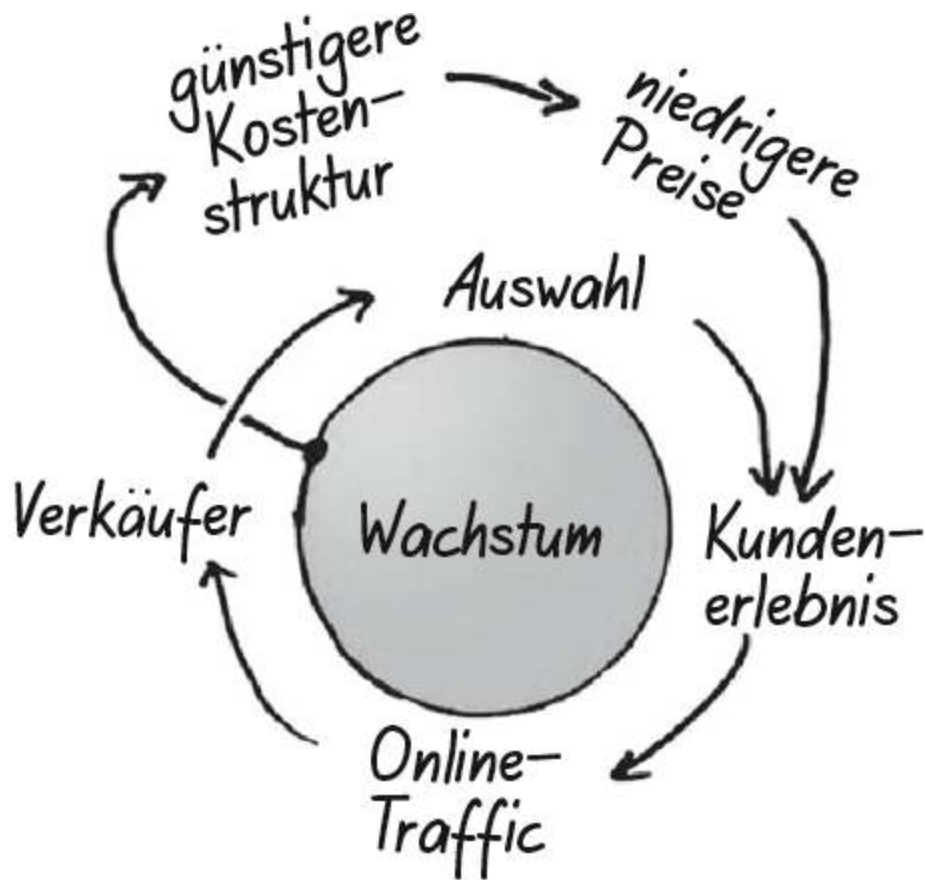 günstigere
Kosten-
struktur
niedrigere
Preise
Auswahl
Verkäufer
Wachstum
Kunden-
erlebnis
Online-
Traffic